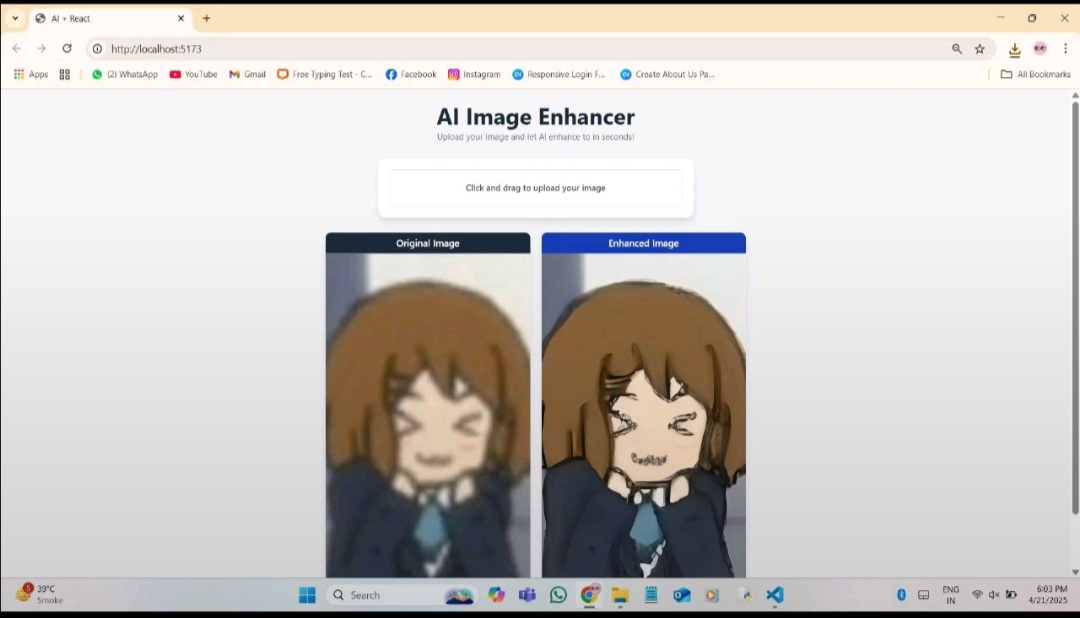 AI + React
http://localhost:5173
Apps
(2) WhatsApp
YouTube
Gmail
Free Typing Test - C...
Facebook
Instagram
Responsive Login F...
Create About Us Pa...
All Bookmarks
AI Image Enhancer
Upload your image and let AI enhance to in seconds!
Click and drag to upload your image
Original Image
Enhanced Image
39°C
Smoke
Search
ENG
IN
6:03 PM
4/21/2025